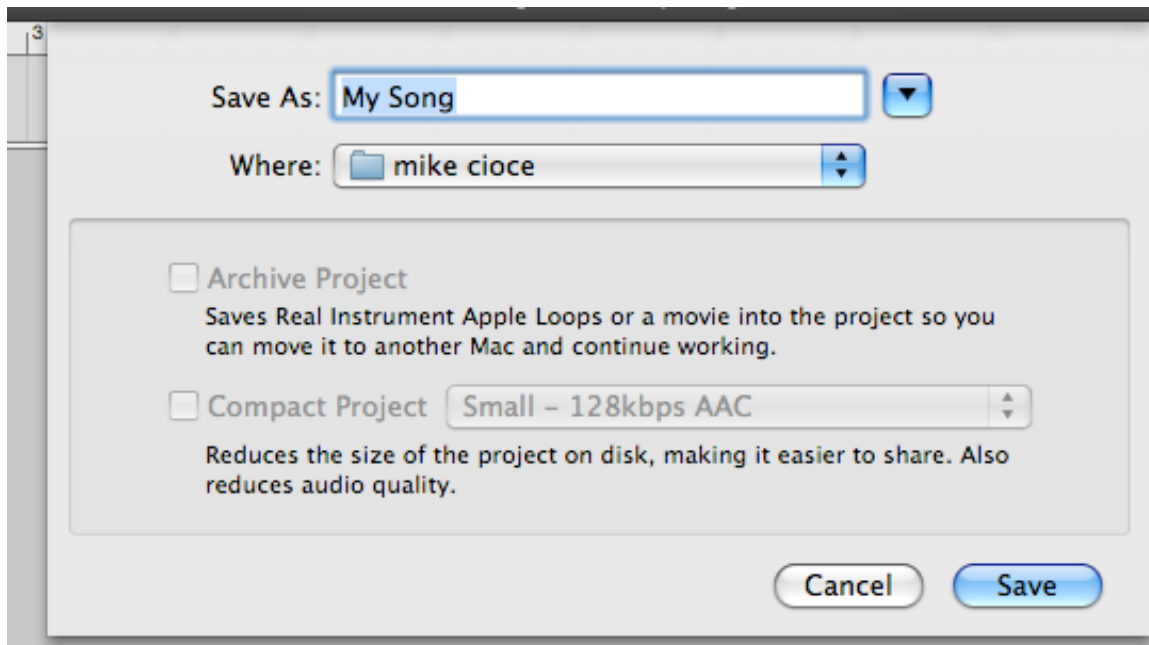 3
Save As: My Song
Where: mike cioce
Archive Project
Saves Real Instrument Apple Loops or a movie into the project so you
can move it to another Mac and continue working.
Compact Project Small – 128kbps AAC
Reduces the size of the project on disk, making it easier to share. Also
reduces audio quality.
Cancel Save